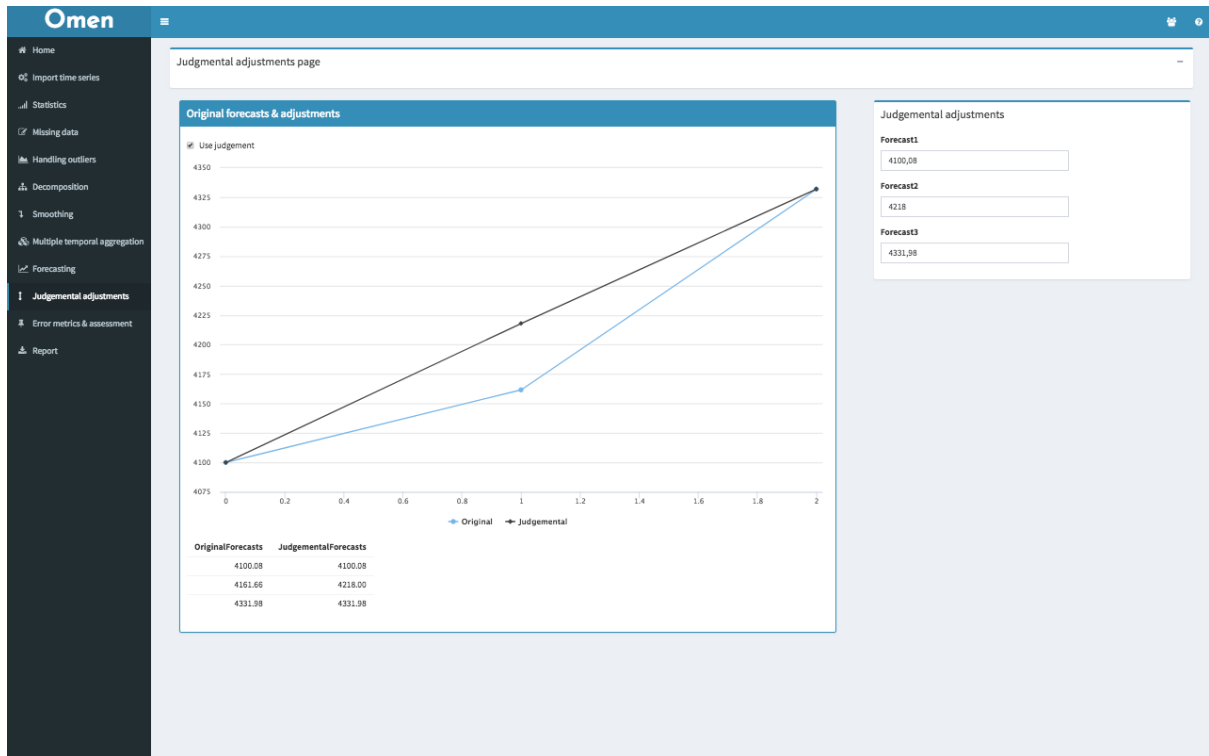 Omen
Home
Import time series
Statistics
Missing data
Handling outliers
Decomposition
Smoothing
Multiple temporal aggregation
Forecasting
Judgemental adjustments
Error metrics & assessment
Report
Judgmental adjustments page
Original forecasts & adjustments
Use judgement
4350
4325
4300
4275
4250
4225
4200
4175
4150
4125
4100
4075
0 0.2 0.4 0.6 0.8 1 1.2 1.4 1.6 1.8 2
Original Judgemental
OriginalForecasts JudgementalForecasts
4100.08 4100.08
4161.66 4218.00
4331.98 4331.98
Judgemental adjustments
Forecast1
4100,08
Forecast2
4218
Forecast3
4331,98